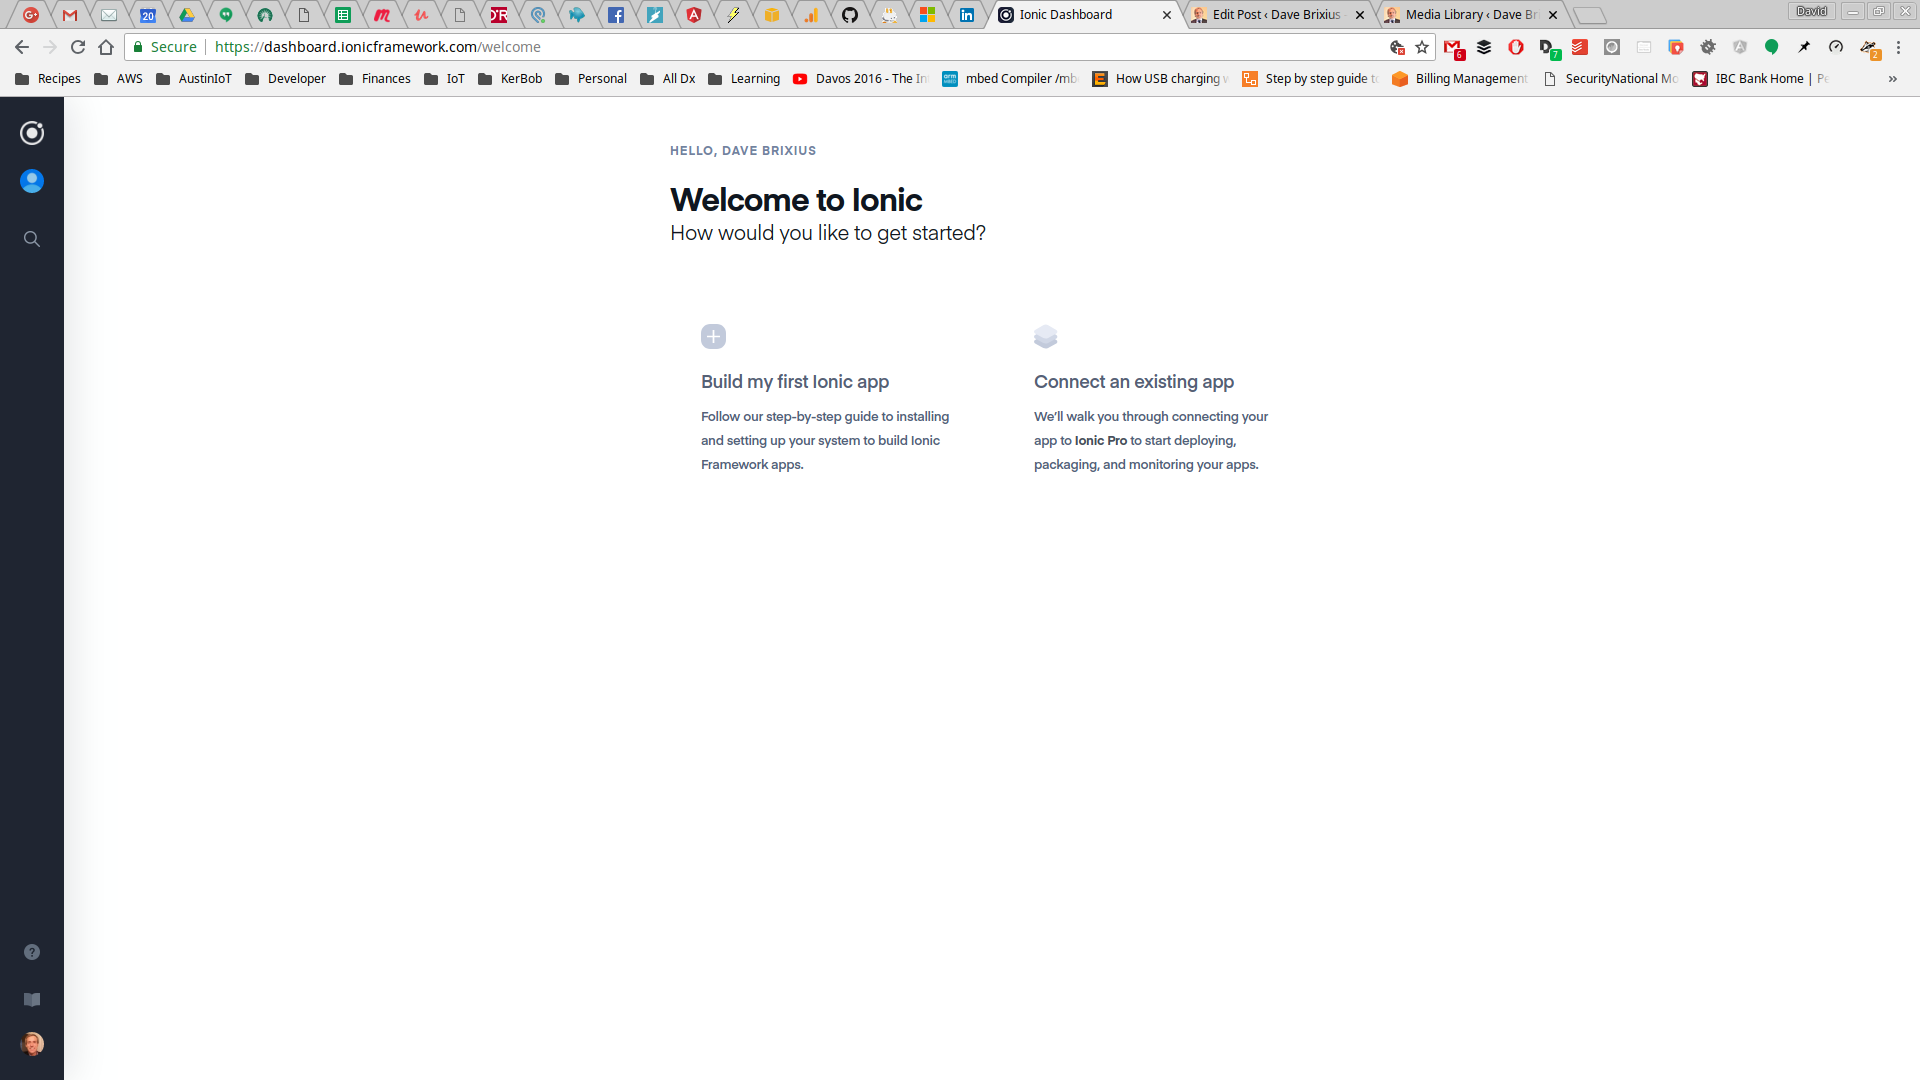 Ionic Dashboard
Edit Post ‹ Dave Brixius
Media Library ‹ Dave Br
David
Secure
https://dashboard.ionicframework.com/welcome
6
7
2
Recipes
AWS
AustinIoT
Developer
Finances
IoT
KerBob
Personal
All Dx
Learning
Davos 2016 - The In
mbed Compiler /mb
How USB charging w
Step by step guide to
Billing Management
SecurityNational Mo
IBC Bank Home | Pe
HELLO, DAVE BRIXIUS
Welcome to Ionic
How would you like to get started?
Build my first Ionic app
Follow our step-by-step guide to installing
and setting up your system to build Ionic
Framework apps.
Connect an existing app
We'll walk you through connecting your
app to Ionic Pro to start deploying,
packaging, and monitoring your apps.